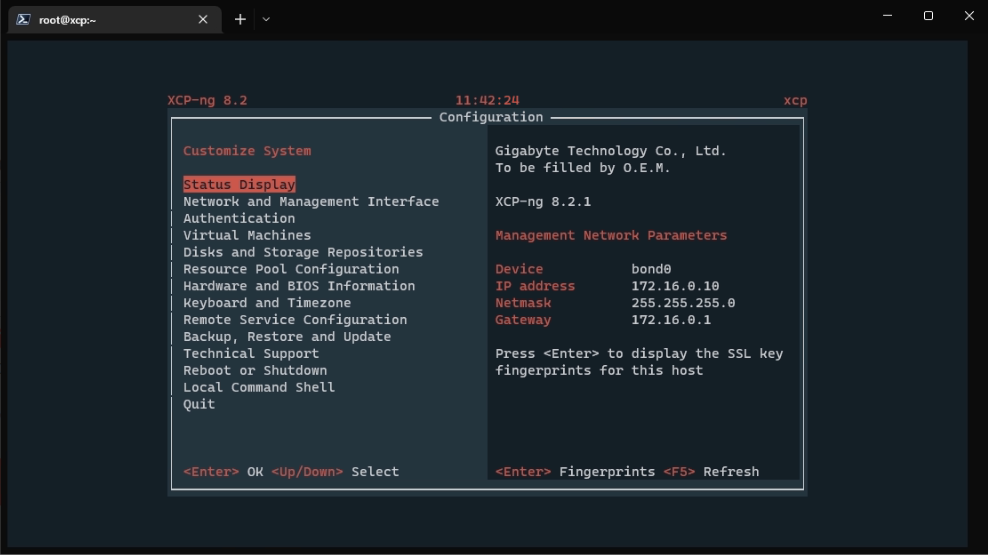 root@xcp:~
XCP-ng 8.2 11:42:24 xcp
Configuration
Customize System
Status Display
Network and Management Interface
Authentication
Virtual Machines
Disks and Storage Repositories
Resource Pool Configuration
Hardware and BIOS Information
Keyboard and Timezone
Remote Service Configuration
Backup, Restore and Update
Technical Support
Reboot or Shutdown
Local Command Shell
Quit
<Enter> OK <Up/Down> Select
Gigabyte Technology Co., Ltd.
To be filled by O.E.M.
XCP-ng 8.2.1
Management Network Parameters
Device bond0
IP address 172.16.0.10
Netmask 255.255.255.0
Gateway 172.16.0.1
Press <Enter> to display the SSL key
fingerprints for this host
<Enter> Fingerprints <F5> Refresh